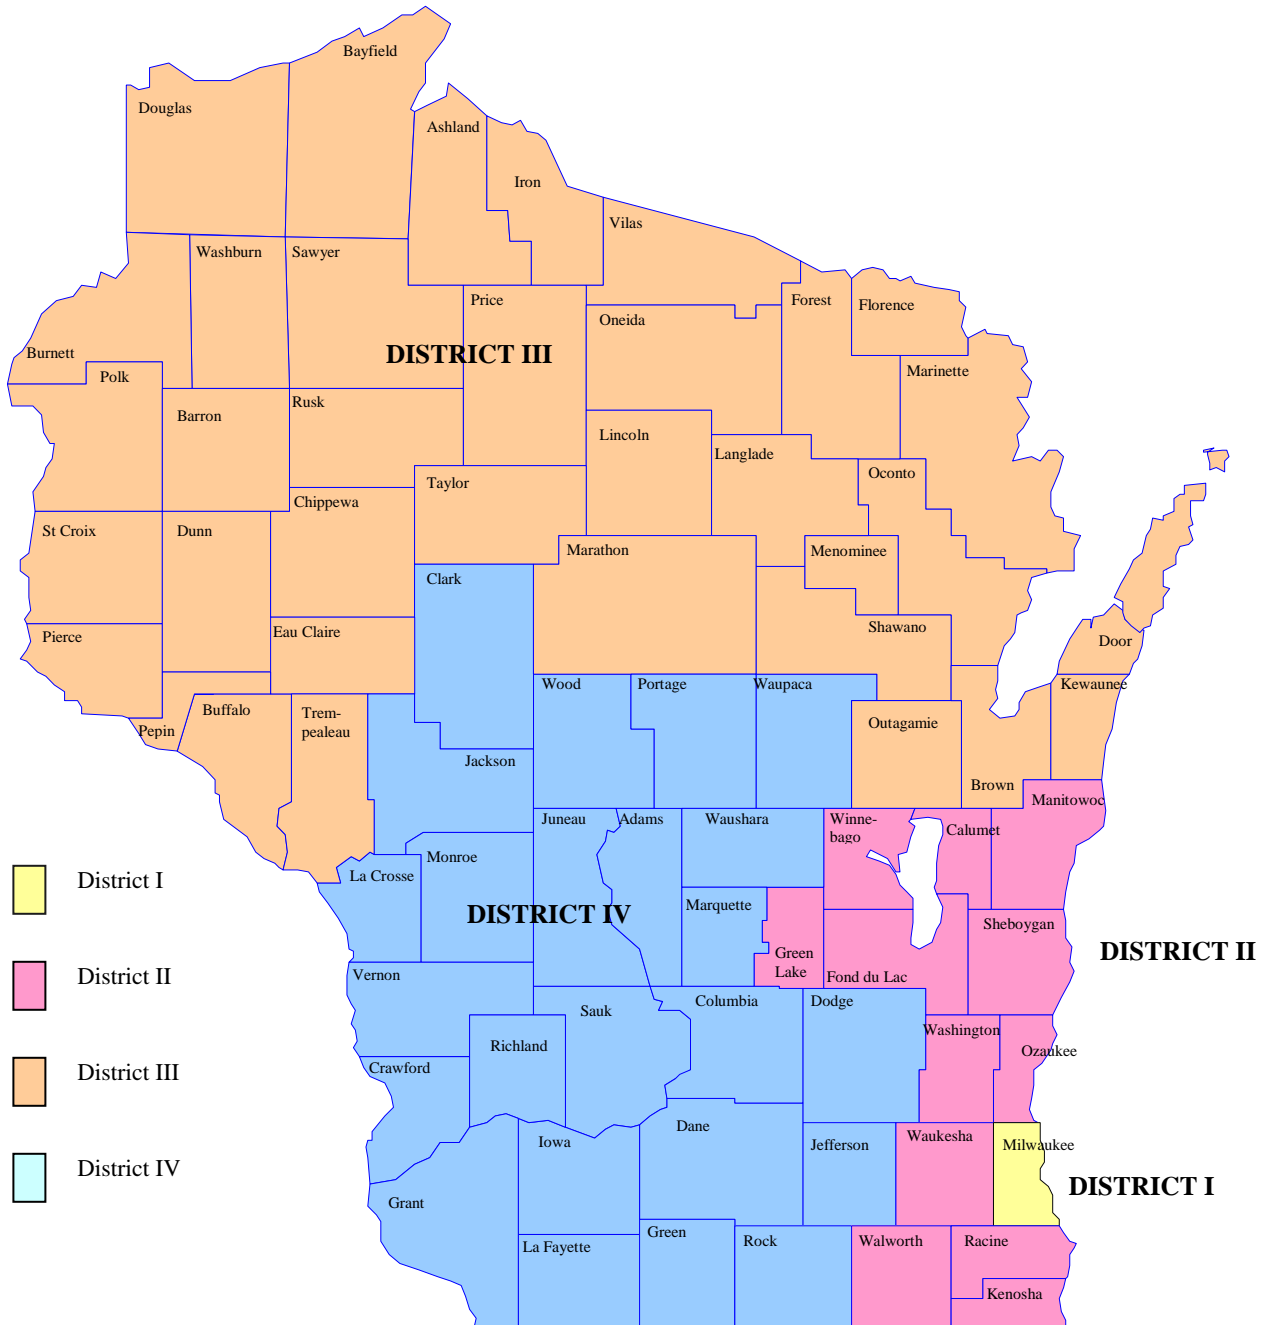 Bayfield
Douglas
Ashland
Iron
Vilas
Washburn
Sawyer
Price
Forest
Florence
Oneida
Burnett
DISTRICT III
Polk
Marinette
Barron
Rusk
Lincoln
Langlade
Oconto
Taylor
Chippewa
St Croix
Dunn
Marathon
Menominee
Clark
Eau Claire
Shawano
Pierce
Door
Wood
Portage
Waupaca
Kewaunee
Buffalo
Trem-
pealeau
Pepin
Outagamie
Jackson
Brown
Manitowoc
Juneau
Adams
Waushara
Winne-
bago
Calumet
Monroe
La Crosse
District I
DISTRICT IV
Marquette
Sheboygan
Green
Lake
DISTRICT II
Vernon
Fond du Lac
District II
Sauk
Columbia
Dodge
Washington
Richland
Ozaukee
Crawford
District III
Dane
Iowa
Jefferson
Waukesha
Milwaukee
District IV
DISTRICT I
Grant
Green
La Fayette
Rock
Walworth
Racine
Kenosha